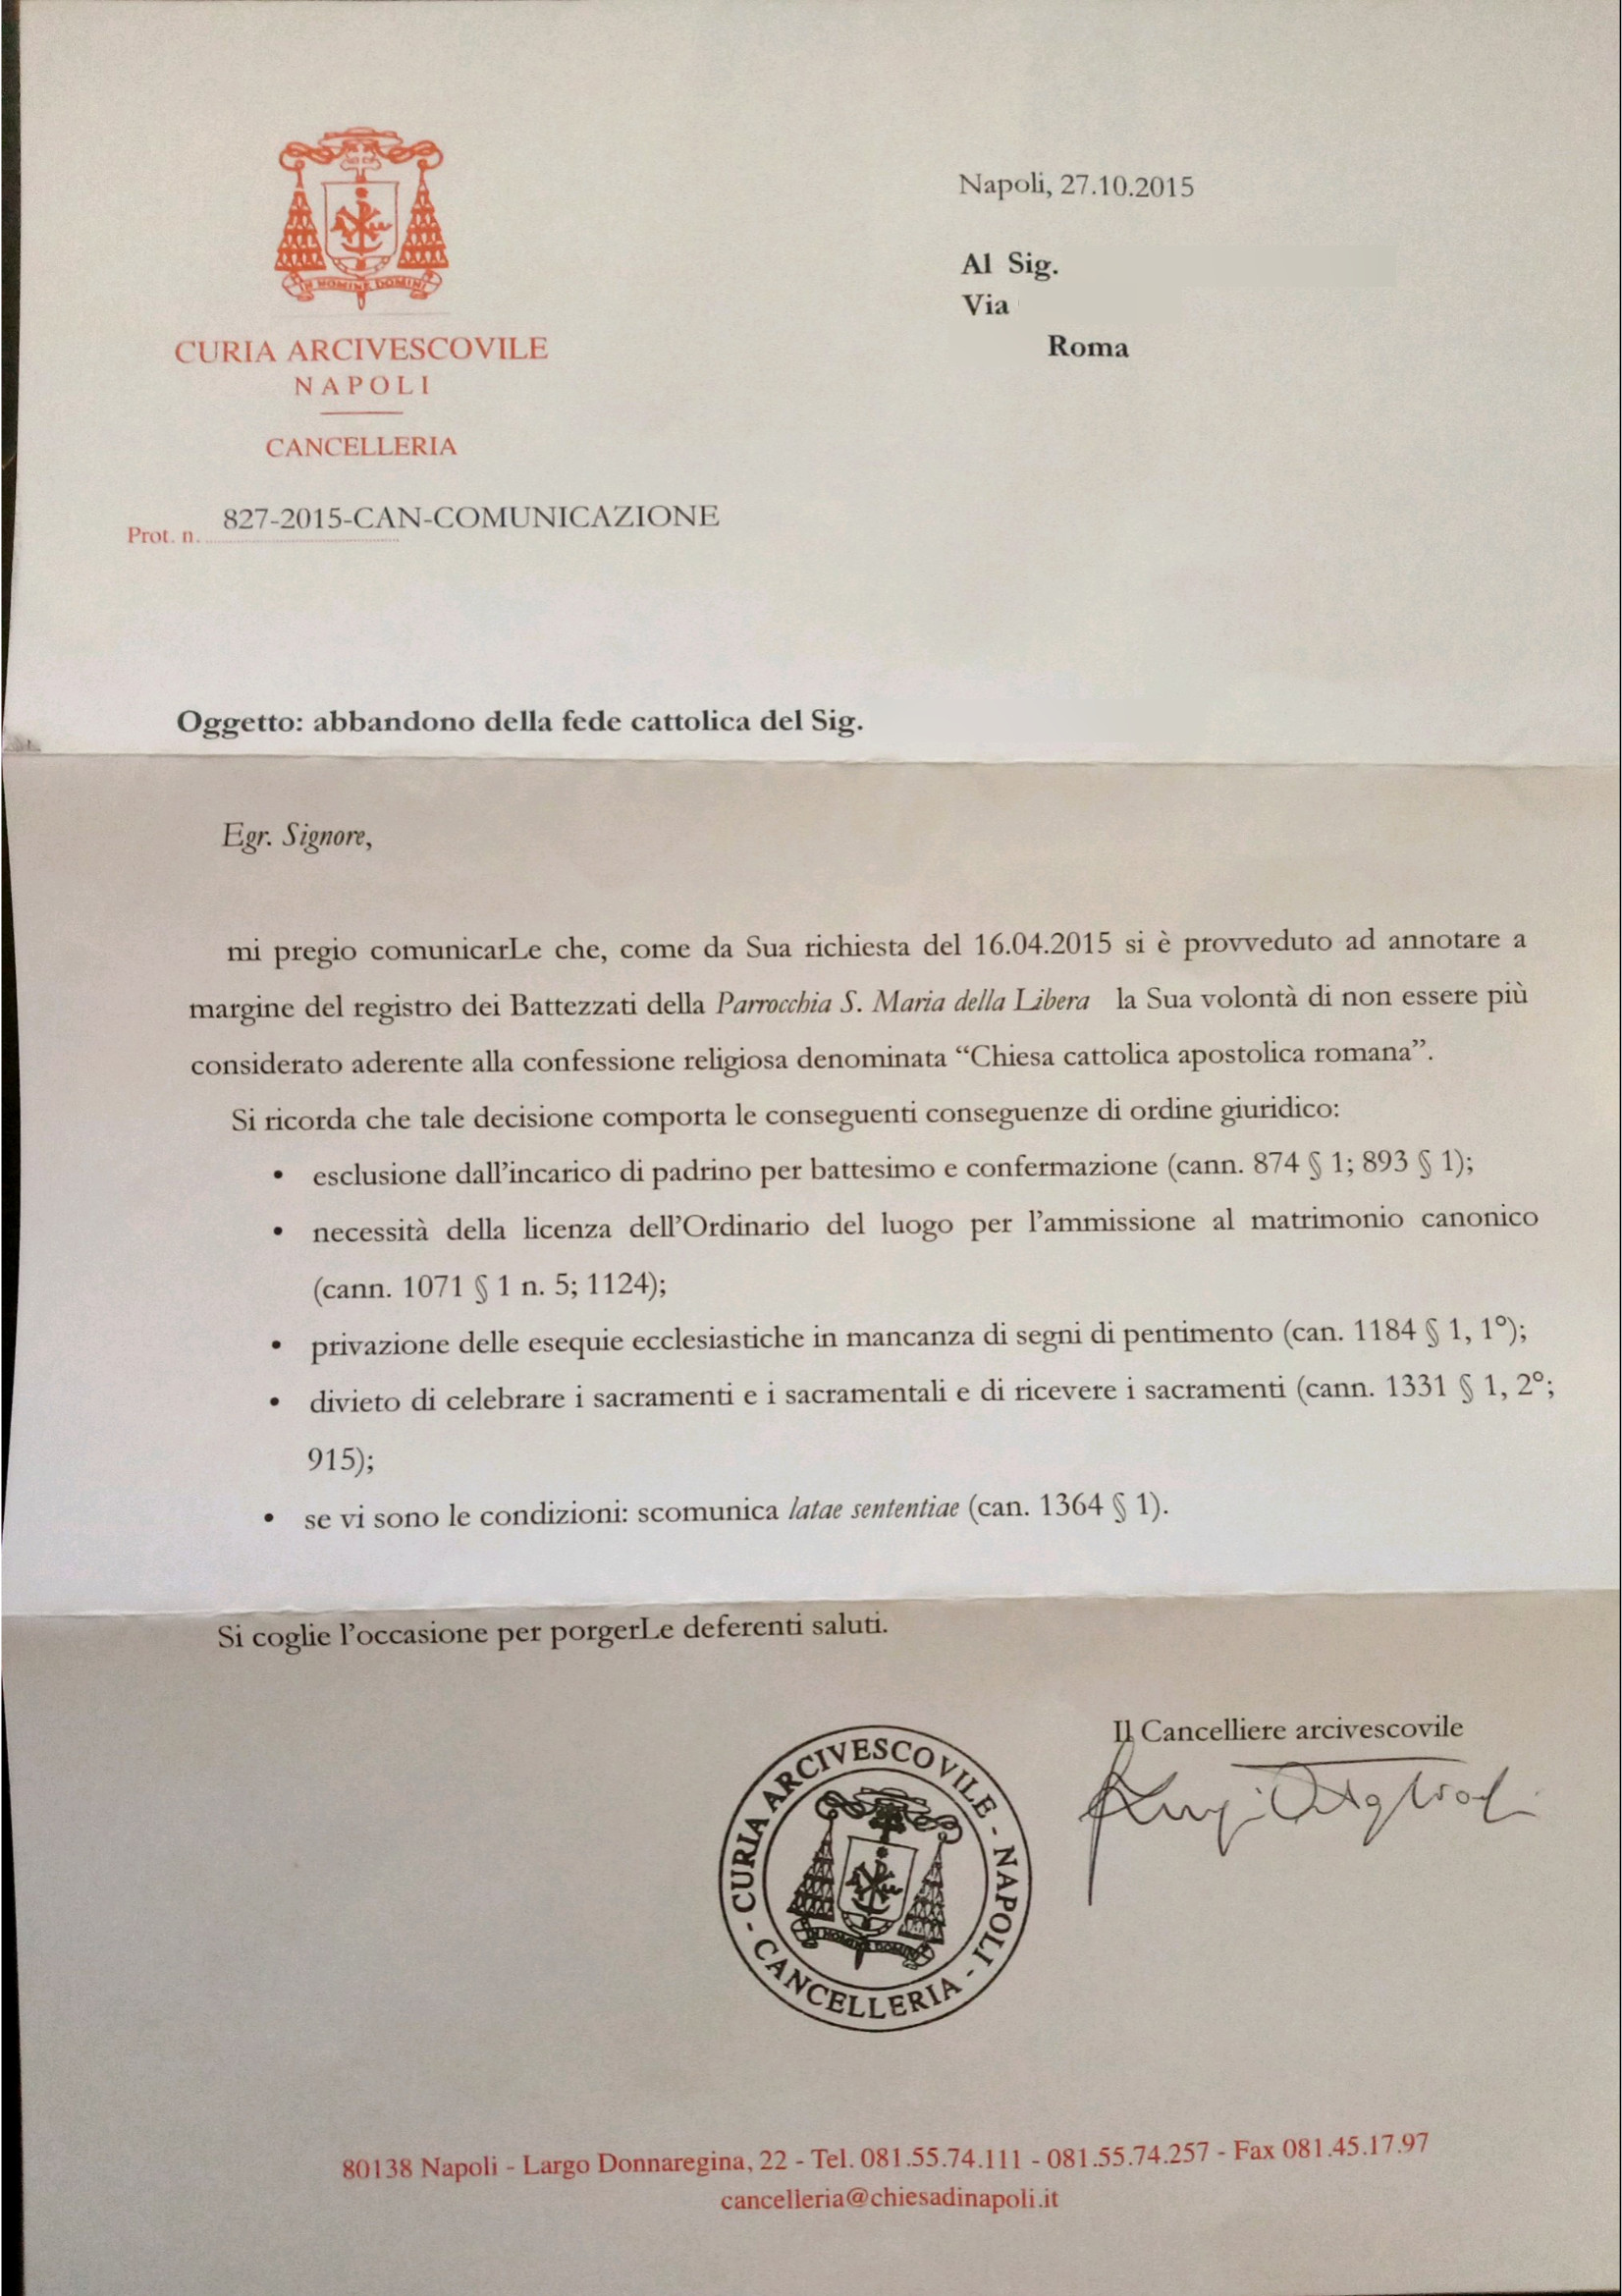 IN NOMINE DOMINI
CURIA ARCIVESCOVILE
NAPOLI
CANCELLERIA
Prot. n. 827-2015-CAN-COMUNICAZIONE
Napoli, 27.10.2015
Al Sig.
Via
Roma
Oggetto: abbandono della fede cattolica del Sig.
Egr. Signore,
mi pregio comunicarLe che, come da Sua richiesta del 16.04.2015 si è provveduto ad annotare a
margine del registro dei Battezzati della Parrocchia S. Maria della Libera la Sua volontà di non essere più
considerato aderente alla confessione religiosa denominata “Chiesa cattolica apostolica romana”.
Si ricorda che tale decisione comporta le conseguenti conseguenze di ordine giuridico:
• esclusione dall’incarico di padrino per battesimo e confermazione (cann. 874 § 1; 893 § 1);
• necessità della licenza dell’Ordinario del luogo per l’ammissione al matrimonio canonico
(cann. 1071 § 1 n. 5; 1124);
• privazione delle esequie ecclesiastiche in mancanza di segni di pentimento (can. 1184 § 1, 1°);
• divieto di celebrare i sacramenti e i sacramentali e di ricevere i sacramenti (cann. 1331 § 1, 2°;
915);
• se vi sono le condizioni: scomunica latae sententiae (can. 1364 § 1).
Si coglie l’occasione per porgerLe deferenti saluti.
Il Cancelliere arcivescovile
- CURIA ARCIVESCOVILE - NAPOLI - CANCELLERIA
80138 Napoli - Largo Donnaregina, 22 - Tel. 081.55.74.111 - 081.55.74.257 - Fax 081.45.17.97
cancelleria@chiesadinapoli.it